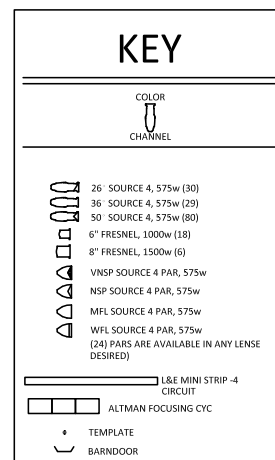 KEY
COLOR
CHANNEL
26˚ SOURCE 4, 575w (30)
36˚ SOURCE 4, 575w (29)
50˚ SOURCE 4, 575w (80)
6" FRESNEL, 1000w (18)
8" FRESNEL, 1500w (6)
VNSP SOURCE 4 PAR, 575w
NSP SOURCE 4 PAR, 575w
MFL SOURCE 4 PAR, 575w
WFL SOURCE 4 PAR, 575w
(24) PARS ARE AVAILABLE IN ANY LENSE
DESIRED)
L&E MINI STRIP -4
CIRCUIT
ALTMAN FOCUSING CYC
TEMPLATE
BARNDOOR